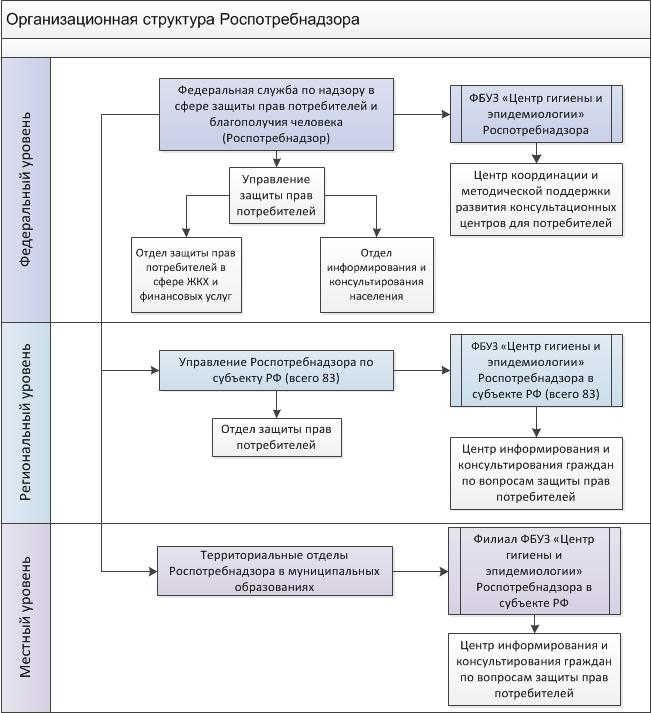 Организационная структура Роспотребнадзора
Федеральный уровень
Федеральная служба по надзору в
сфере защиты прав потребителей и
благополучия человека
(Роспотребнадзор)
ФБУЗ «Центр гигиены и
эпидемиологии»
Роспотребнадзора
Управление
защиты прав
потребителей
Центр координации и
методической поддержки
развития консультационных
центров для потребителей
Отдел защиты прав
потребителей в
сфере ЖКХ и
финансовых услуг
Отдел
информирования и
консультирования
населения
Региональный уровень
Управление Роспотребнадзора по
субъекту РФ (всего 83)
ФБУЗ «Центр гигиены и
эпидемиологии»
Роспотребнадзора в
субъекте РФ (всего 83)
Отдел защиты прав
потребителей
Центр информирования и
консультирования граждан
по вопросам защиты прав
потребителей
Местный уровень
Территориальные отделы
Роспотребнадзора в муниципальных
образованиях
Филиал ФБУЗ «Центр
гигиены и
эпидемиологии»
Роспотребнадзора в
субъекте РФ
Центр информирования и
консультирования граждан
по вопросам защиты прав
потребителей